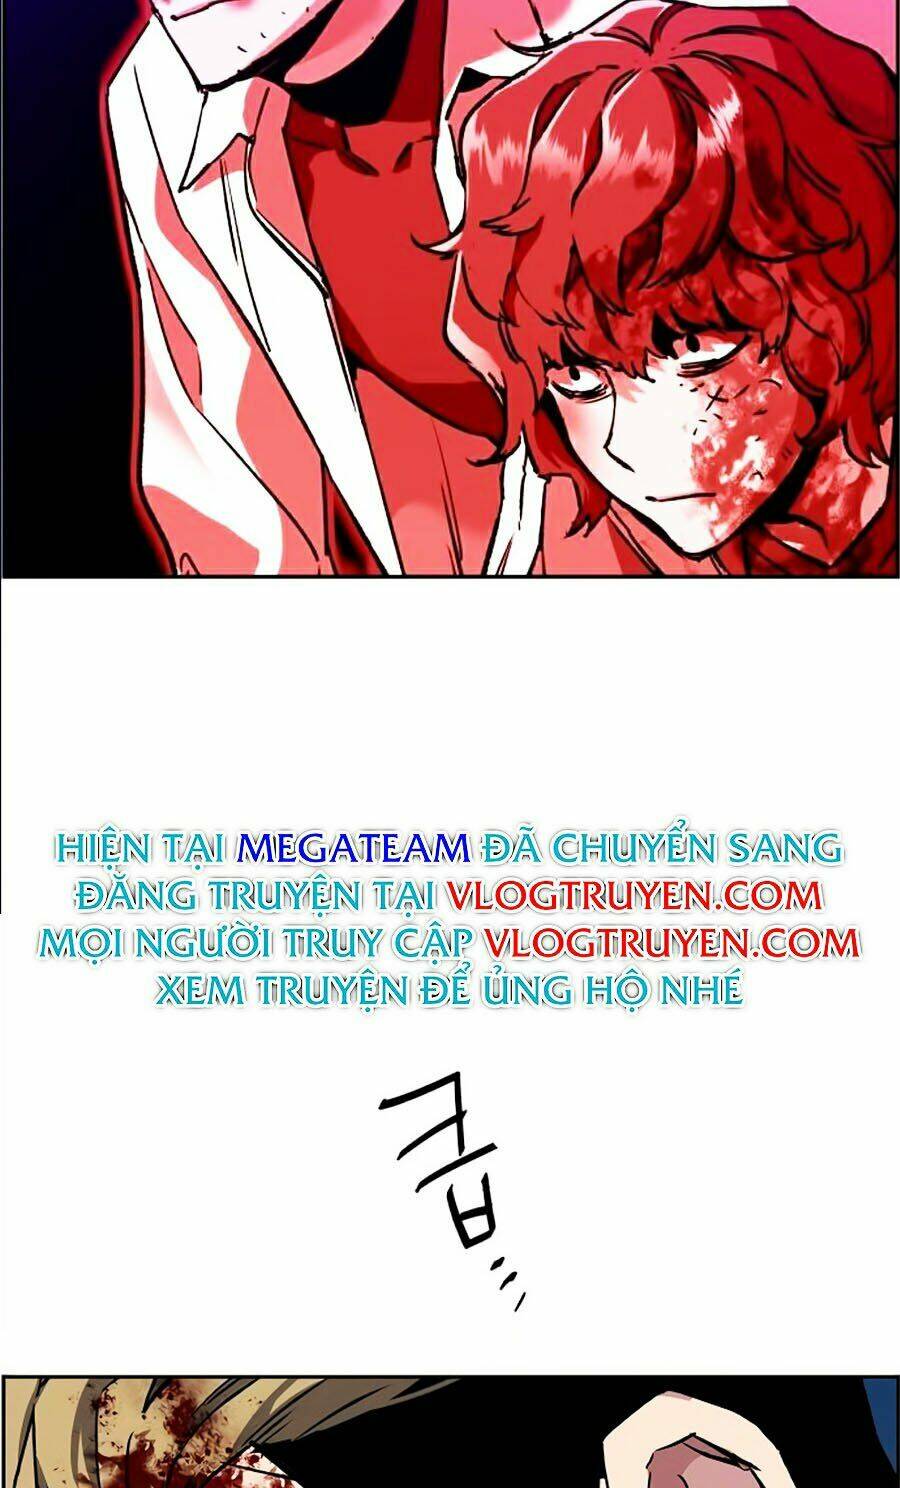 HIỆN TẠI MEGATEAM ĐÃ CHUYỂN SANG
ĐĂNG TRUYỆN TẠI VLOGTRUYEN.COM
MỌI NGƯỜI TRUY CẬP VLOGTRUYEN.COM
XEM TRUYỆN ĐỂ ỦNG HỘ NHÉ
급